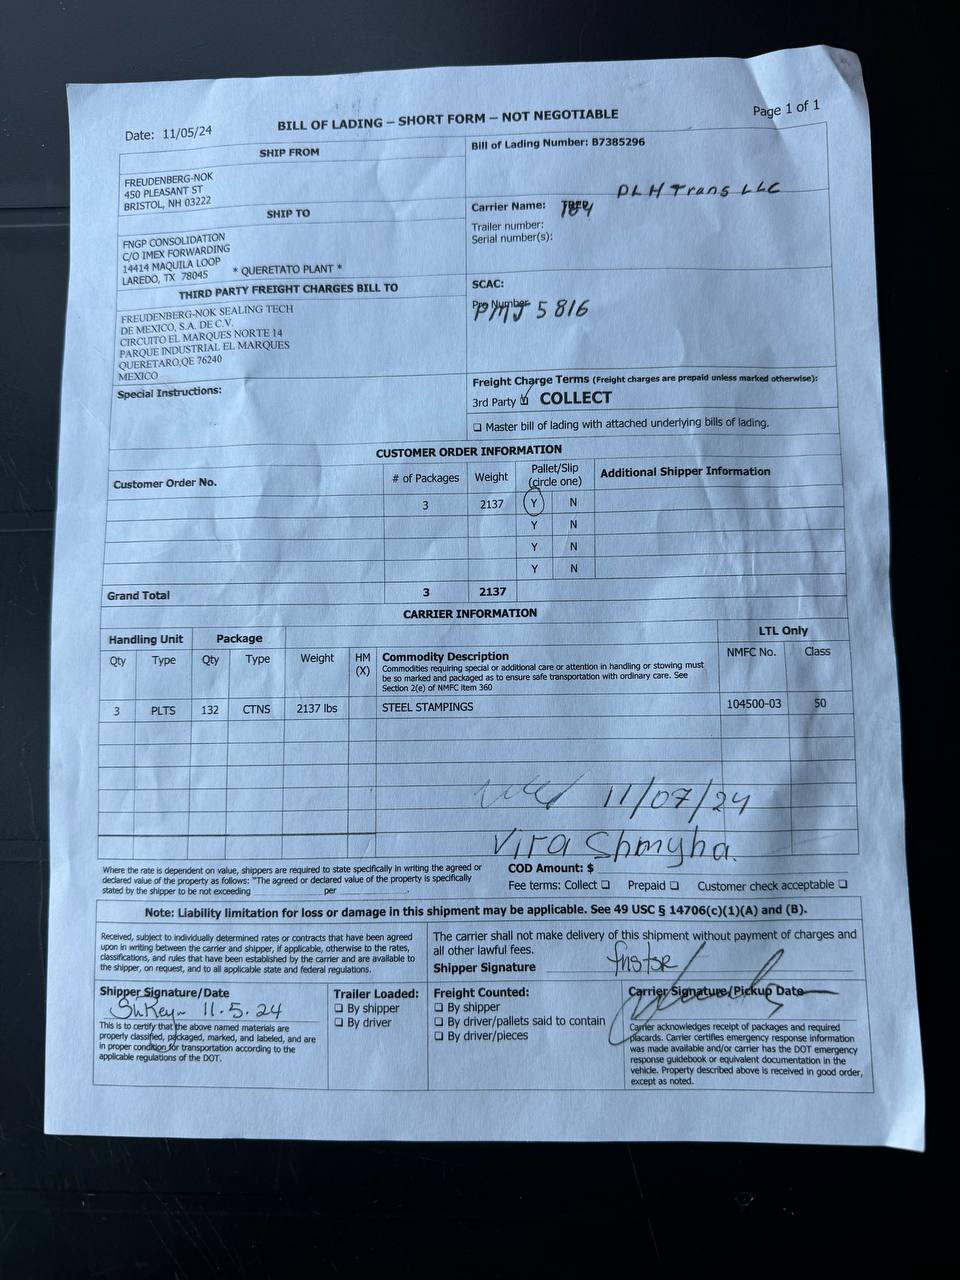 Date: 11/05/24
BILL OF LADING – SHORT FORM – NOT NEGOTIABLE
Page 1 of 1
SHIP FROM
FREUDENBERG-NOK
450 PLEASANT ST
BRISTOL, NH 03222
Bill of Lading Number: B7385296
SHIP TO
FNGP CONSOLIDATION
C/O IMEX FORWARDING
14414 MAQUILA LOOP
LAREDO, TX 78045 * QUERETATO PLANT *
DLH Trans LLC
Carrier Name:
Trailer number:
Serial number(s):
THIRD PARTY FREIGHT CHARGES BILL TO
FREUDENBERG-NOK SEALING TECH
DE MEXICO, S.A. DE C.V.
CIRCUITO EL MARQUES NORTE 14
PARQUE INDUSTRIAL EL MARQUES
QUERETARO,QE 76240
MEXICO
SCAC:
Pro Number
PMJ 5816
Special Instructions:
Freight Charge Terms (Freight charges are prepaid unless marked otherwise):
3rd Party COLLECT
Master bill of lading with attached underlying bills of lading.
CUSTOMER ORDER INFORMATION
Customer Order No. # of Packages Weight Pallet/Slip (circle one) Additional Shipper Information
3 2137 Y N
Y N
Y N
Y N
Grand Total 3 2137
CARRIER INFORMATION
Handling Unit Package LTL Only
Qty Type Qty Type Weight HM (X) Commodity Description NMFC No. Class
Commodities requiring special or additional care or attention in handling or stowing must
be so marked and packaged as to ensure safe transportation with ordinary care. See
Section 2(e) of NMFC item 360
3 PLTS 132 CTNS 2137 lbs STEEL STAMPINGS 104500-03 50
11/07/24
Vira Shmyha.
Where the rate is dependent on value, shippers are required to state specifically in writing the agreed or
declared value of the property as follows: "The agreed or declared value of the property is specifically
stated by the shipper to be not exceeding per .
COD Amount: $
Fee terms: Collect Prepaid Customer check acceptable
Note: Liability limitation for loss or damage in this shipment may be applicable. See 49 USC § 14706(c)(1)(A) and (B).
Received, subject to individually determined rates or contracts that have been agreed
upon in writing between the carrier and shipper, if applicable, otherwise to the rates,
classifications, and rules that have been established by the carrier and are available to
the shipper, on request, and to all applicable state and federal regulations.
The carrier shall not make delivery of this shipment without payment of charges and
all other lawful fees.
Shipper Signature
Shipper Signature/Date
11.5.24
This is to certify that the above named materials are
properly classified, packaged, marked, and labeled, and are
in proper condition for transportation according to the
applicable regulations of the DOT.
Trailer Loaded:
By shipper
By driver
Freight Counted:
By shipper
By driver/pallets said to contain
By driver/pieces
Carrier Signature/Pickup Date
Carrier acknowledges receipt of packages and required
placards. Carrier certifies emergency response information
was made available and/or carrier has the DOT emergency
response guidebook or equivalent documentation in the
vehicle. Property described above is received in good order,
except as noted.